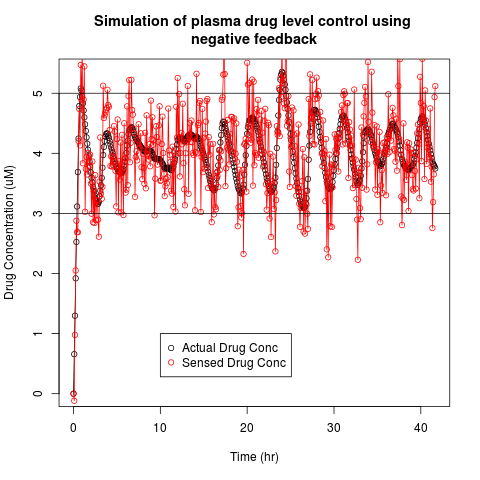 Simulation of plasma drug level control using
negative feedback
Drug Concentration (uM)
5
4
3
2
1
0
Actual Drug Conc
Sensed Drug Conc
0 10 20 30 40
Time (hr)